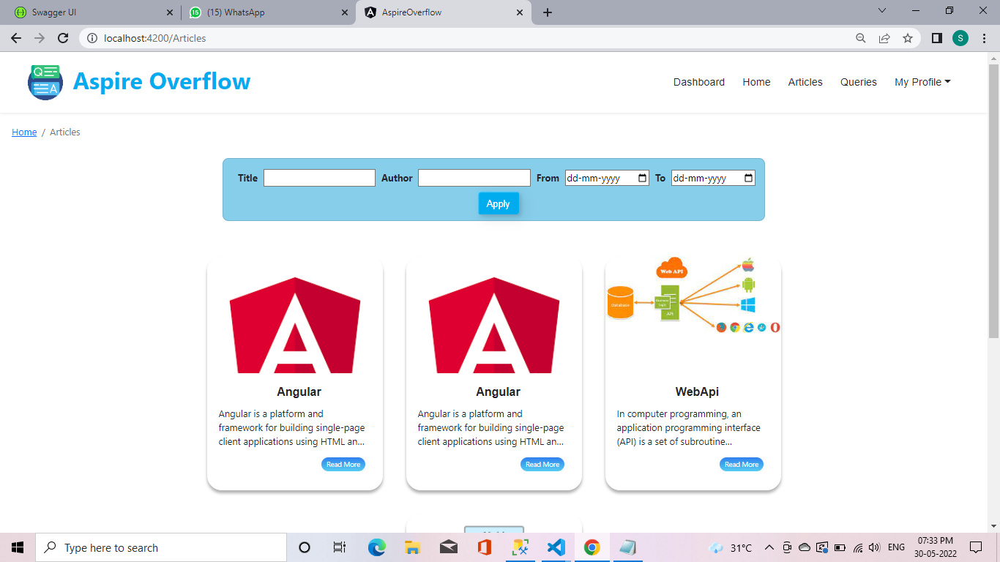 Swagger UI
(15) WhatsApp
AspireOverflow
localhost:4200/Articles
S
Q
A
Aspire Overflow
Dashboard Home Articles Queries My Profile
Home / Articles
Title Author From dd-mm-yyyy To dd-mm-yyyy
Apply
Web API
Database
API
Angular
Angular is a platform and
framework for building single-page
client applications using HTML an...
Read More
Angular
Angular is a platform and
framework for building single-page
client applications using HTML an...
Read More
WebApi
In computer programming, an
application programming interface
(API) is a set of subroutine...
Read More
Type here to search
31°C
ENG
07:33 PM
30-05-2022